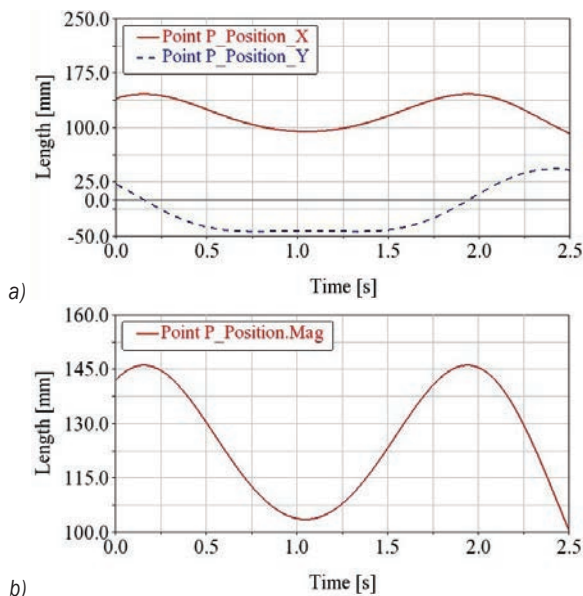 250.0
Point P_Position_X
Point P_Position_Y
175.0
Length [mm]
100.0
25.0
0.0
-50.0
0.0 0.5 1.0 1.5 2.0 2.5
Time [s]
a)
160.0
Point P_Position.Mag
145.0
Length [mm]
130.0
115.0
100.0
0.0 0.5 1.0 1.5 2.0 2.5
Time [s]
b)